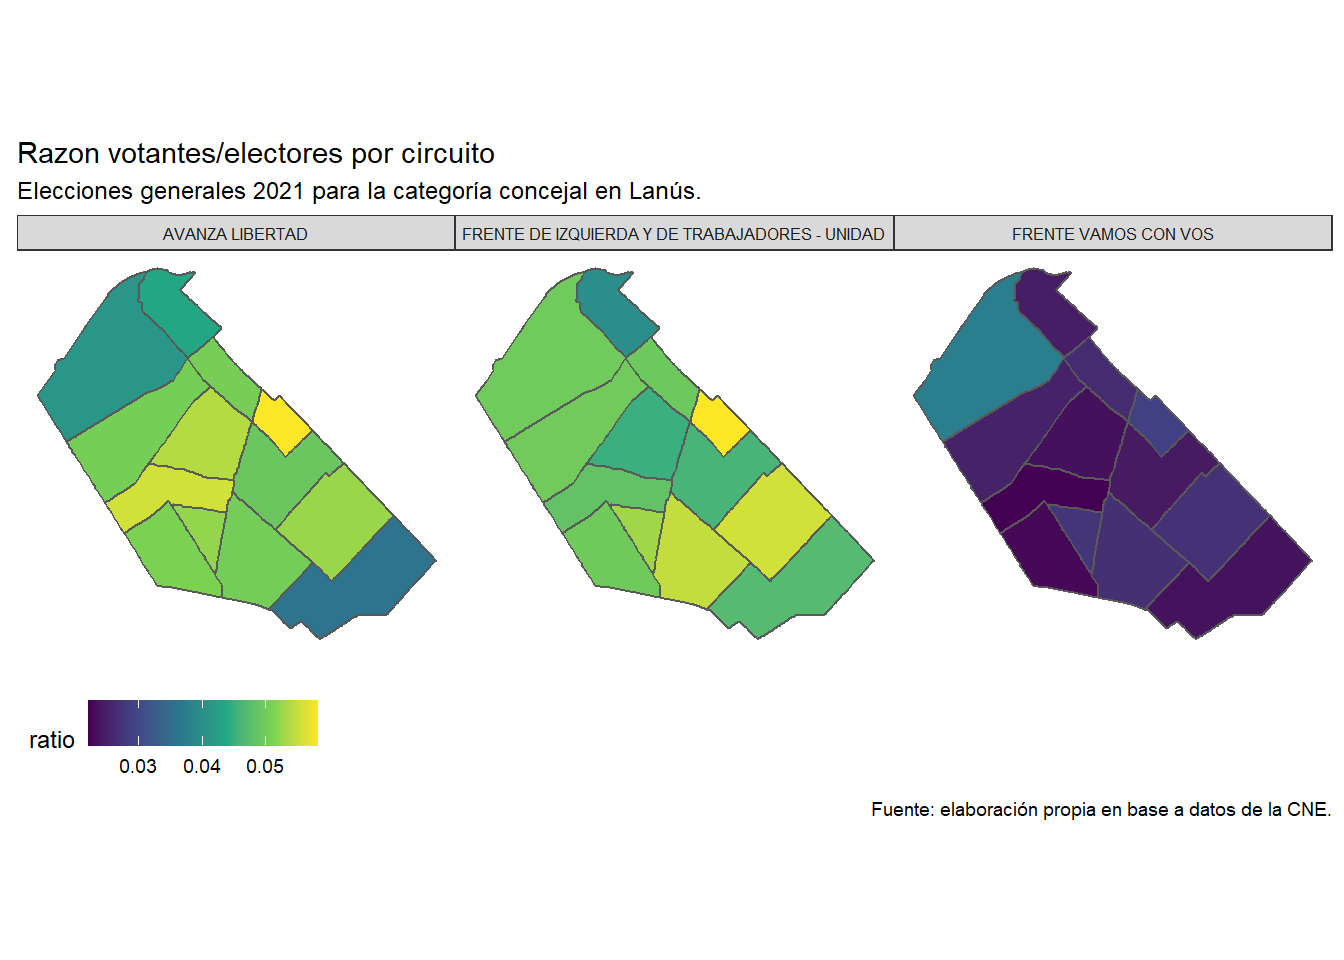 Razon votantes/electores por circuito
Elecciones generales 2021 para la categoría concejal en Lanús.
AVANZA LIBERTAD
FRENTE DE IZQUIERDA Y DE TRABAJADORES - UNIDAD
FRENTE VAMOS CON VOS
ratio
0.03 0.04 0.05
Fuente: elaboración propia en base a datos de la CNE.